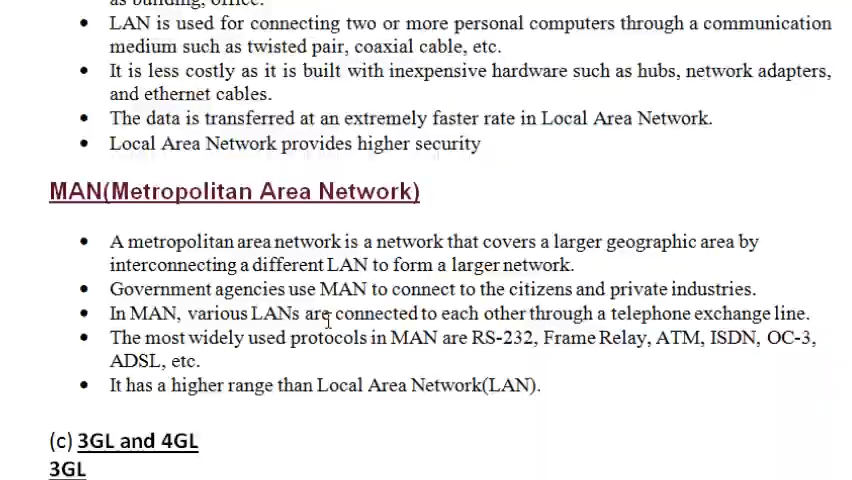 as building, office.
LAN is used for connecting two or more personal computers through a communication
medium such as twisted pair, coaxial cable, etc.
It is less costly as it is built with inexpensive hardware such as hubs, network adapters,
and ethernet cables.
The data is transferred at an extremely faster rate in Local Area Network.
Local Area Network provides higher security
MAN(Metropolitan Area Network)
A metropolitan area network is a network that covers a larger geographic area by
interconnecting a different LAN to form a larger network.
Government agencies use MAN to connect to the citizens and private industries.
In MAN, various LANs are connected to each other through a telephone exchange line.
The most widely used protocols in MAN are RS-232, Frame Relay, ATM, ISDN, OC-3,
ADSL, etc.
It has a higher range than Local Area Network(LAN).
(c) 3GL and 4GL
3GL